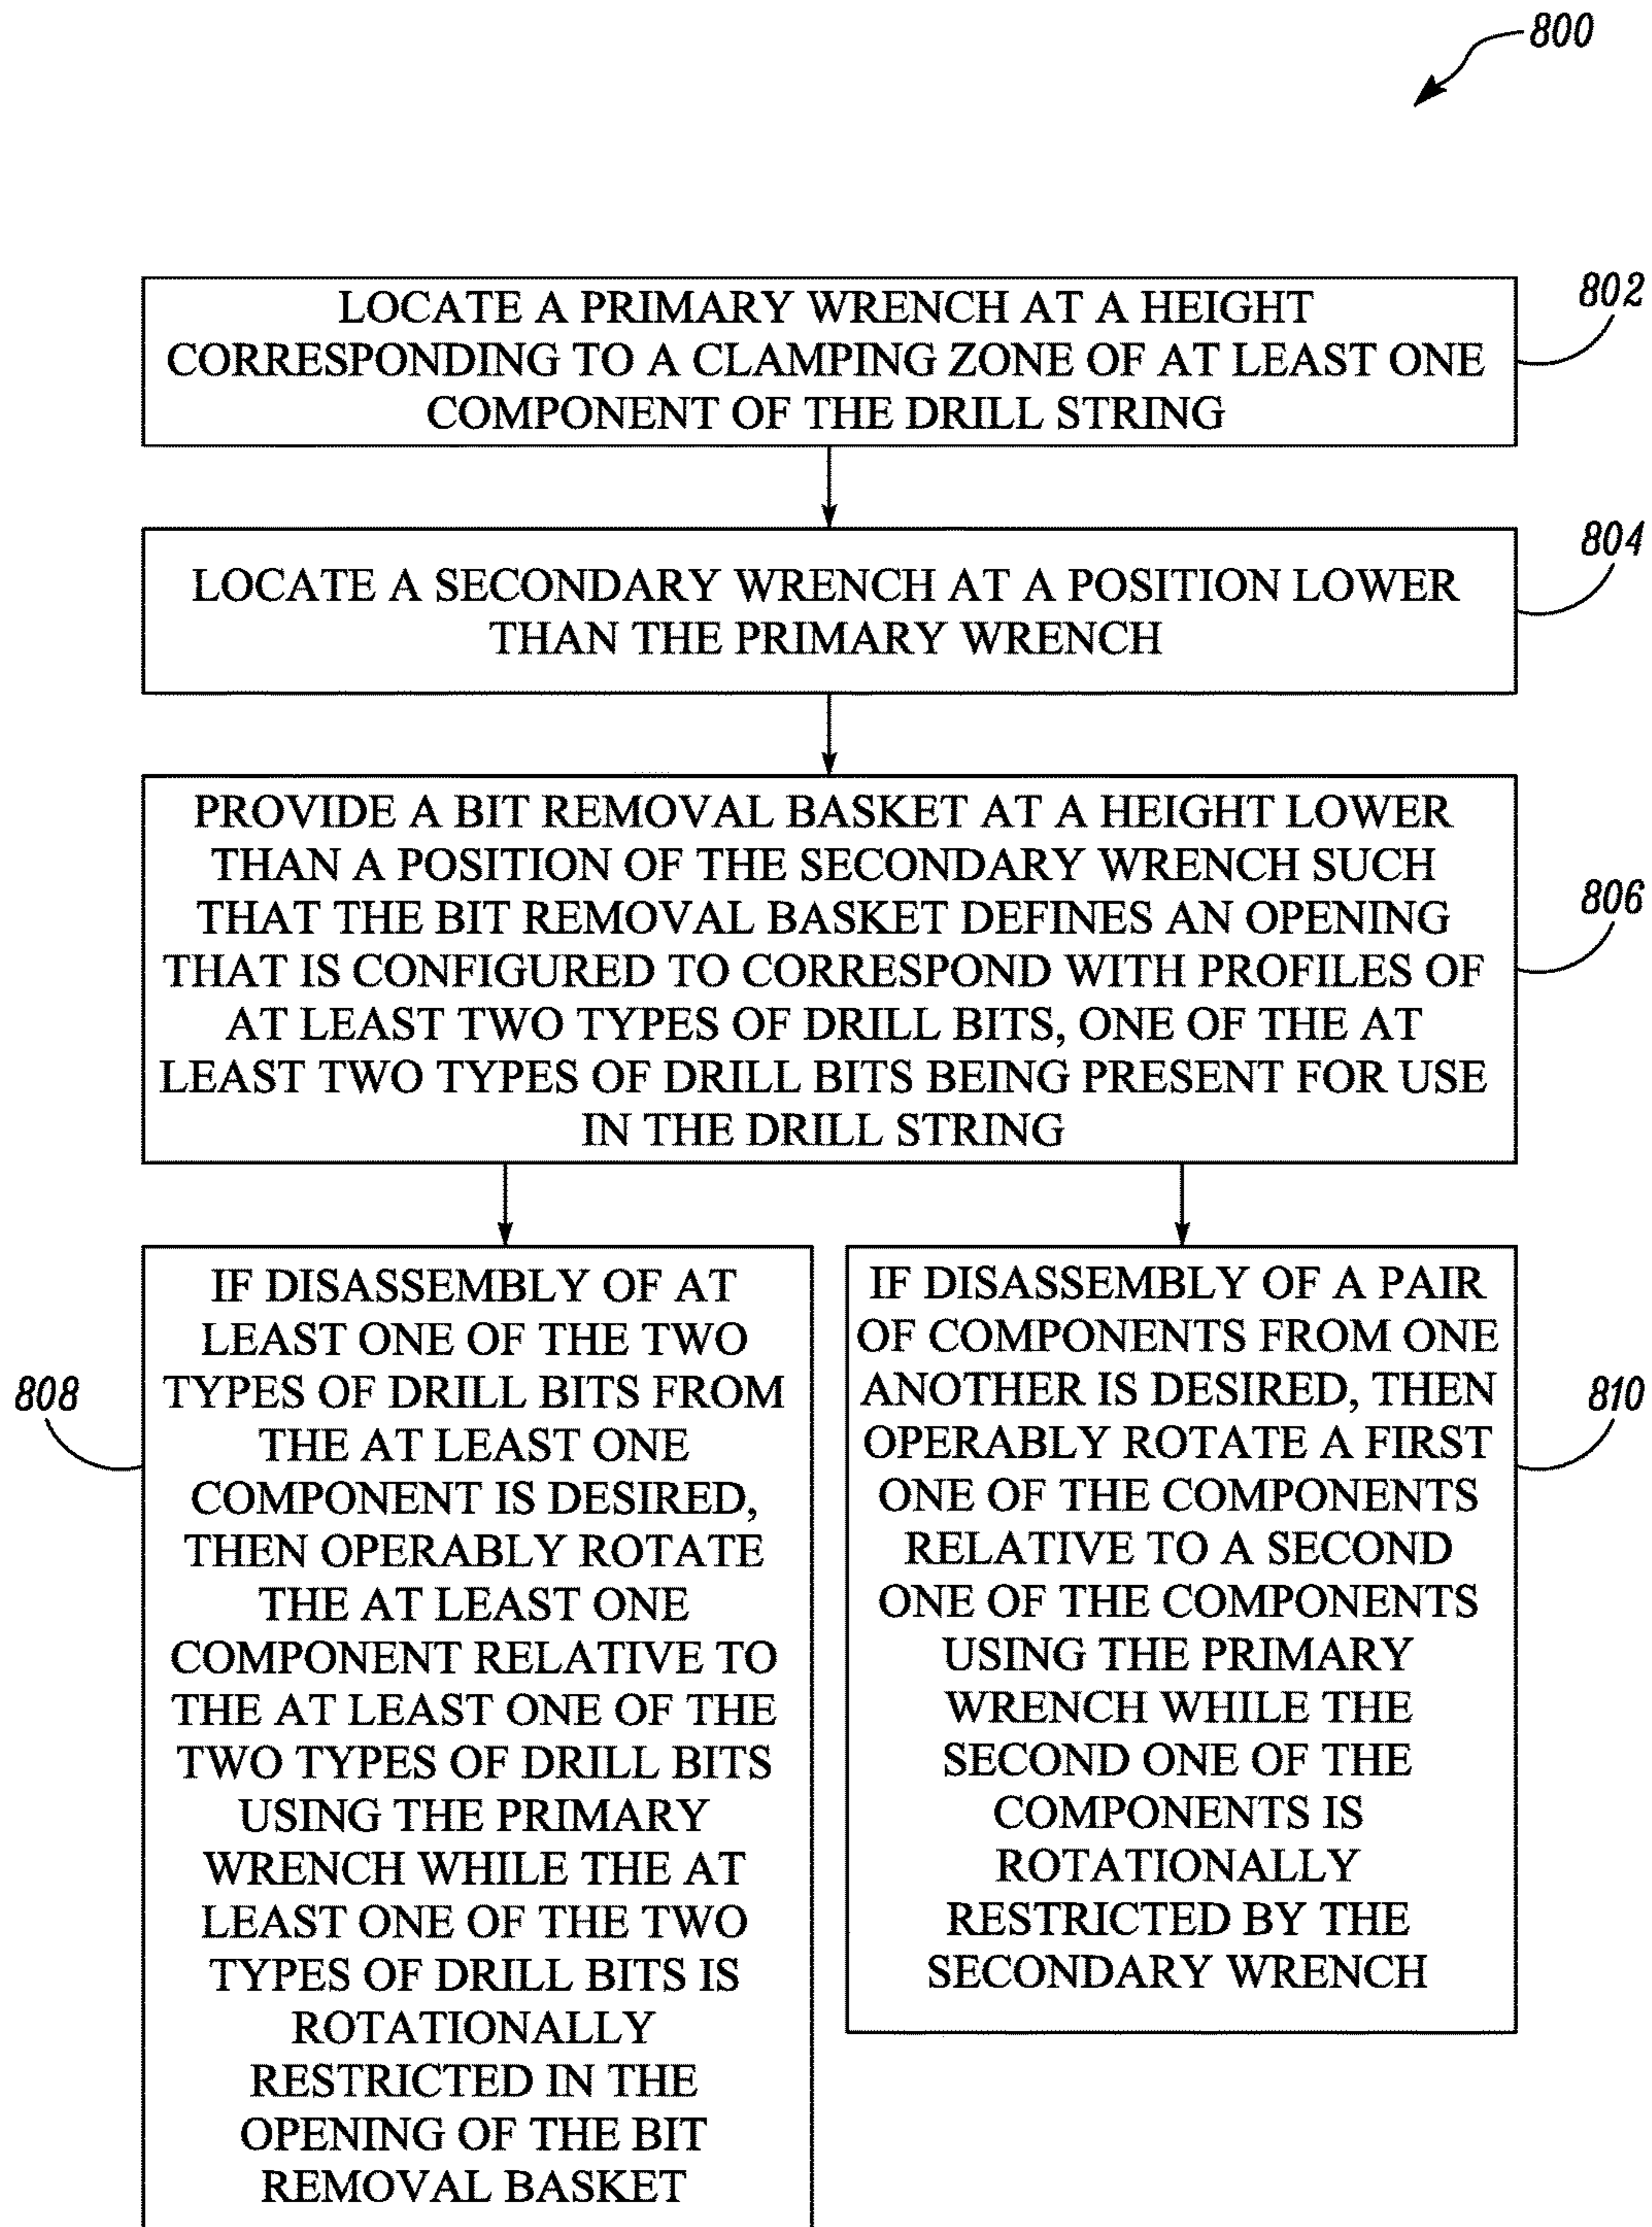 800
LOCATE A PRIMARY WRENCH AT A HEIGHT
CORRESPONDING TO A CLAMPING ZONE OF AT LEAST ONE
COMPONENT OF THE DRILL STRING
802
LOCATE A SECONDARY WRENCH AT A POSITION LOWER
THAN THE PRIMARY WRENCH
804
PROVIDE A BIT REMOVAL BASKET AT A HEIGHT LOWER
THAN A POSITION OF THE SECONDARY WRENCH SUCH
THAT THE BIT REMOVAL BASKET DEFINES AN OPENING
THAT IS CONFIGURED TO CORRESPOND WITH PROFILES OF
AT LEAST TWO TYPES OF DRILL BITS, ONE OF THE AT
LEAST TWO TYPES OF DRILL BITS BEING PRESENT FOR USE
IN THE DRILL STRING
806
808
IF DISASSEMBLY OF AT
LEAST ONE OF THE TWO
TYPES OF DRILL BITS FROM
THE AT LEAST ONE
COMPONENT IS DESIRED,
THEN OPERABLY ROTATE
THE AT LEAST ONE
COMPONENT RELATIVE TO
THE AT LEAST ONE OF THE
TWO TYPES OF DRILL BITS
USING THE PRIMARY
WRENCH WHILE THE AT
LEAST ONE OF THE TWO
TYPES OF DRILL BITS IS
ROTATIONALLY
RESTRICTED IN THE
OPENING OF THE BIT
REMOVAL BASKET
IF DISASSEMBLY OF A PAIR
OF COMPONENTS FROM ONE
ANOTHER IS DESIRED, THEN
OPERABLY ROTATE A FIRST
ONE OF THE COMPONENTS
RELATIVE TO A SECOND
ONE OF THE COMPONENTS
USING THE PRIMARY
WRENCH WHILE THE
SECOND ONE OF THE
COMPONENTS IS
ROTATIONALLY
RESTRICTED BY THE
SECONDARY WRENCH
810